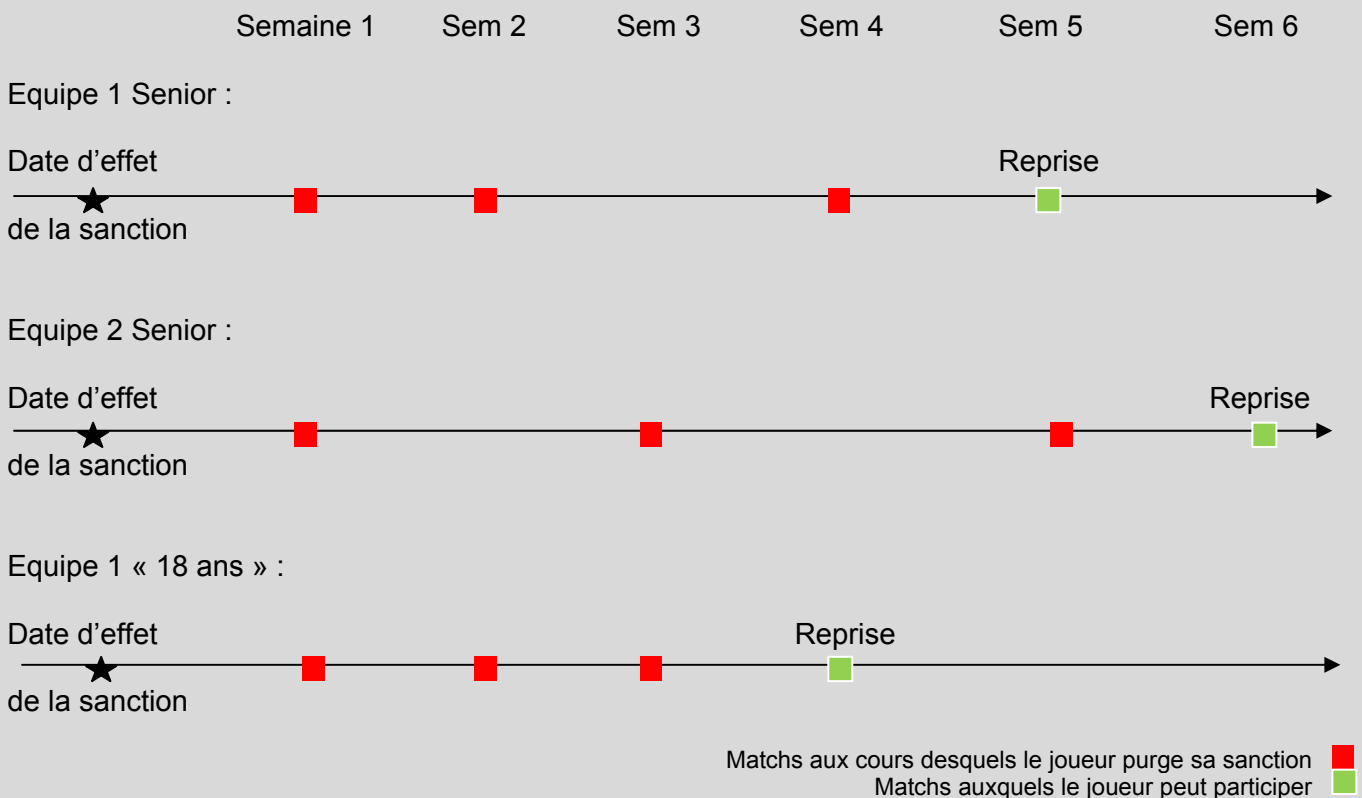 Semaine 1 Sem 2 Sem 3 Sem 4 Sem 5 Sem 6
Equipe 1 Senior :
Date d’effet Reprise
de la sanction
Equipe 2 Senior :
Date d’effet Reprise
de la sanction
Equipe 1 « 18 ans » :
Date d’effet Reprise
de la sanction
Matchs aux cours desquels le joueur purge sa sanction
Matchs auxquels le joueur peut participer